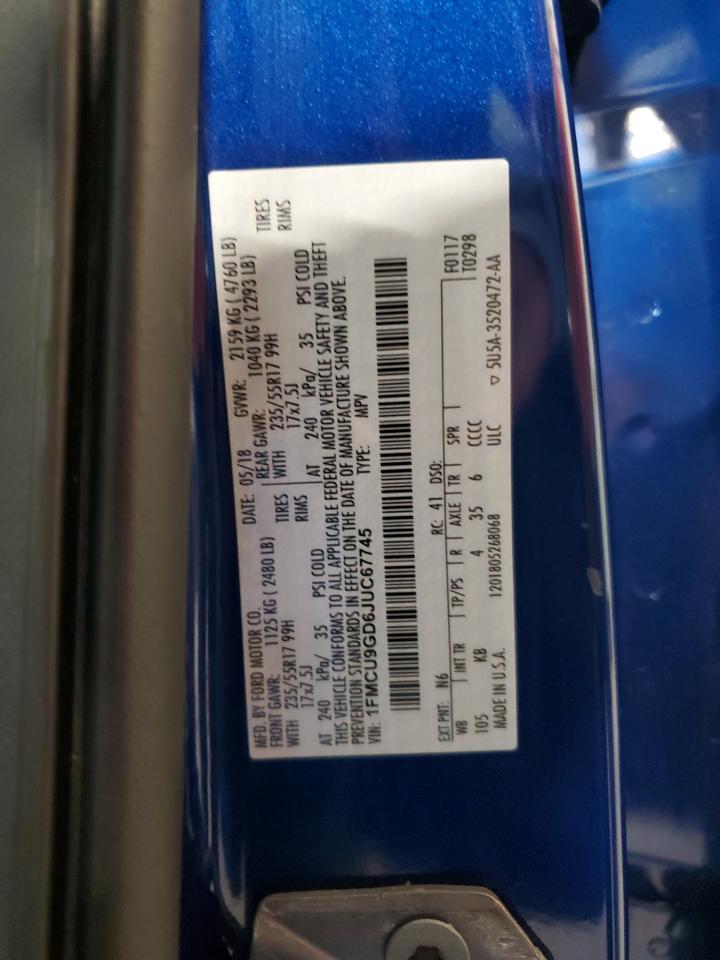 MFD. BY FORD MOTOR CO. DATE: 05/18 GVWR: 2159 KG ( 4760 LB)
FRONT GAWR: 1125 KG ( 2480 LB) REAR GAWR: 1040 KG ( 2293 LB)
WITH 235/55R17 99H TIRES WITH 235/55R17 99H TIRES
17x7.5J RIMS 17x7.5J RIMS
AT 240 kPa/ 35 PSI COLD AT 240 kPa/ 35 PSI COLD
THIS VEHICLE CONFORMS TO ALL APPLICABLE FEDERAL MOTOR VEHICLE SAFETY AND THEFT
PREVENTION STANDARDS IN EFFECT ON THE DATE OF MANUFACTURE SHOWN ABOVE.
VIN: 1FMCU9GD6JUC67745 TYPE: MPV
EXT PNT: N6 RC: 41 DSO: F0117
WB INT TR TP/PS R AXLE TR SPR T0298
105 KB 4 35 6 CCCC
MADE IN U.S.A. 1201805268068 ULC ▽ 5U5A-3520472-AA